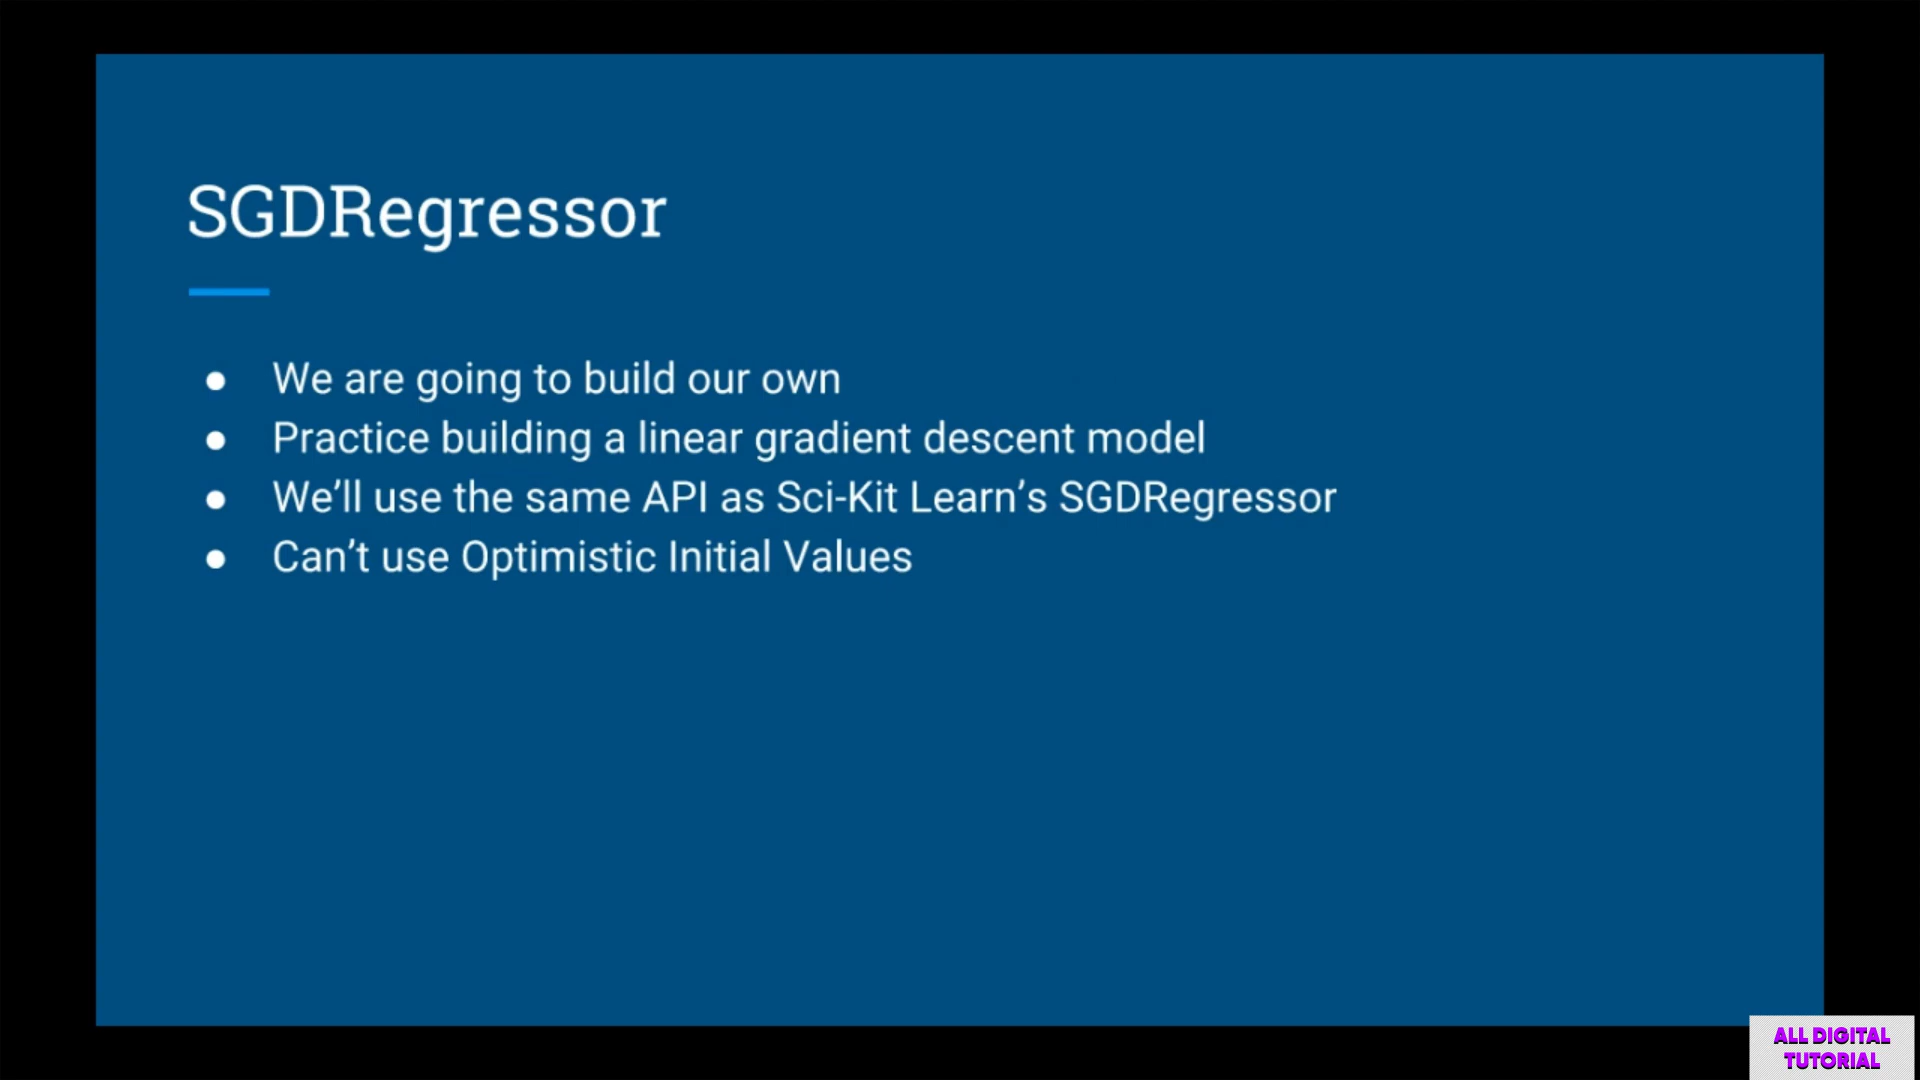 SGDRegressor
● We are going to build our own
● Practice building a linear gradient descent model
● We’ll use the same API as Sci-Kit Learn’s SGDRegressor
● Can’t use Optimistic Initial Values
ALL DIGITAL
TUTORIAL